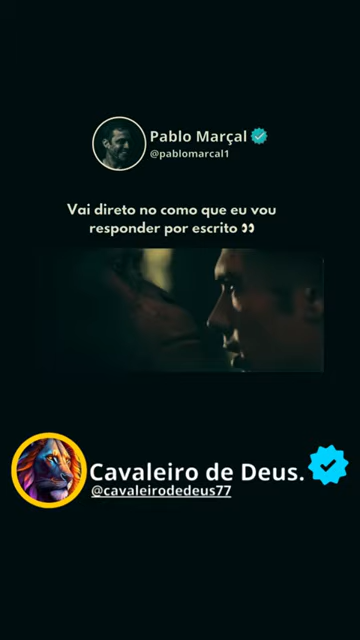 Pablo Marçal
@pablomarcal1
Vai direto no como que eu vou
responder por escrito 👀
Cavaleiro de Deus.
@cavaleirodedeus77